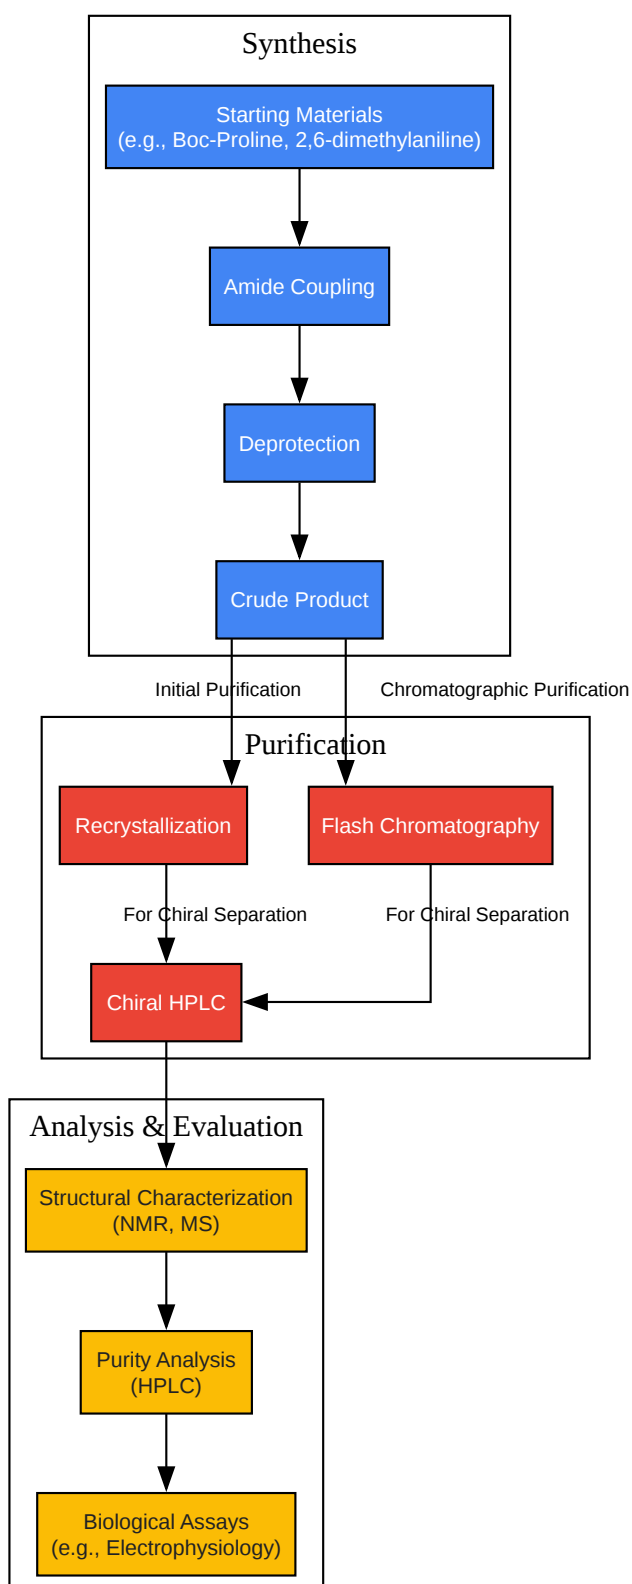 Synthesis
Starting Materials
(e.g., Boc-Proline, 2,6-dimethylaniline)
Amide Coupling
Deprotection
Crude Product
Initial Purification
Chromatographic Purification
Purification
Recrystallization
Flash Chromatography
For Chiral Separation
For Chiral Separation
Chiral HPLC
Analysis & Evaluation
Structural Characterization
(NMR, MS)
Purity Analysis
(HPLC)
Biological Assays
(e.g., Electrophysiology)